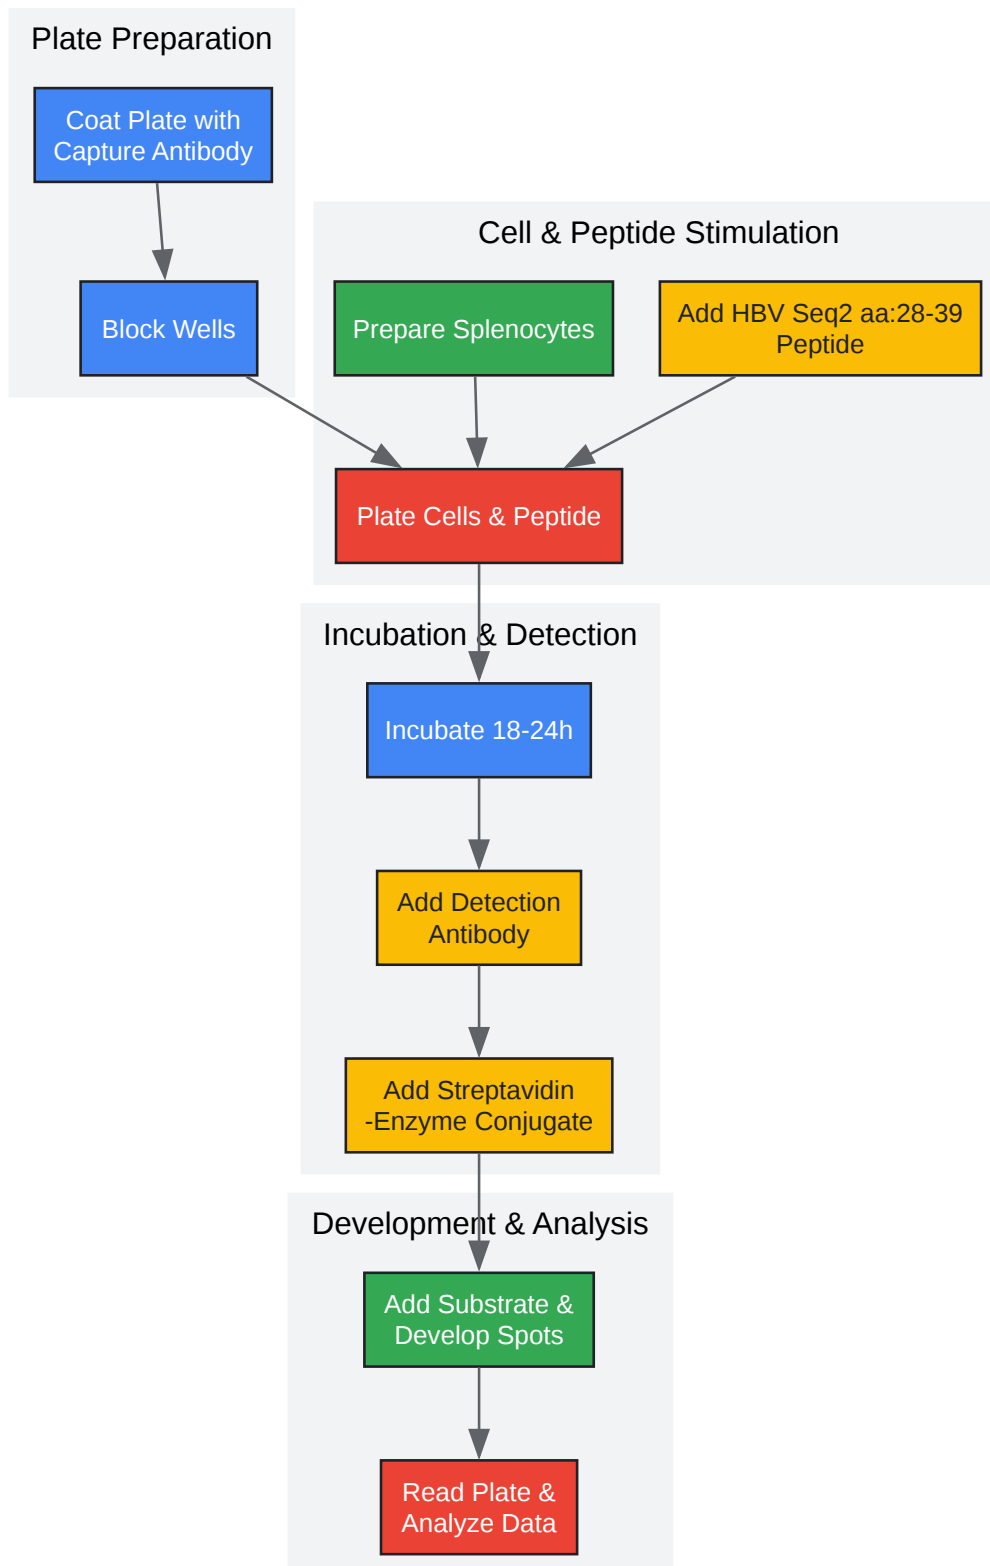 Plate Preparation
Coat Plate with
Capture Antibody
Block Wells
Cell & Peptide Stimulation
Prepare Splenocytes
Add HBV Seq2 aa:28-39
Peptide
Plate Cells & Peptide
Incubation & Detection
Incubate 18-24h
Add Detection
Antibody
Add Streptavidin
-Enzyme Conjugate
Development & Analysis
Add Substrate &
Develop Spots
Read Plate &
Analyze Data